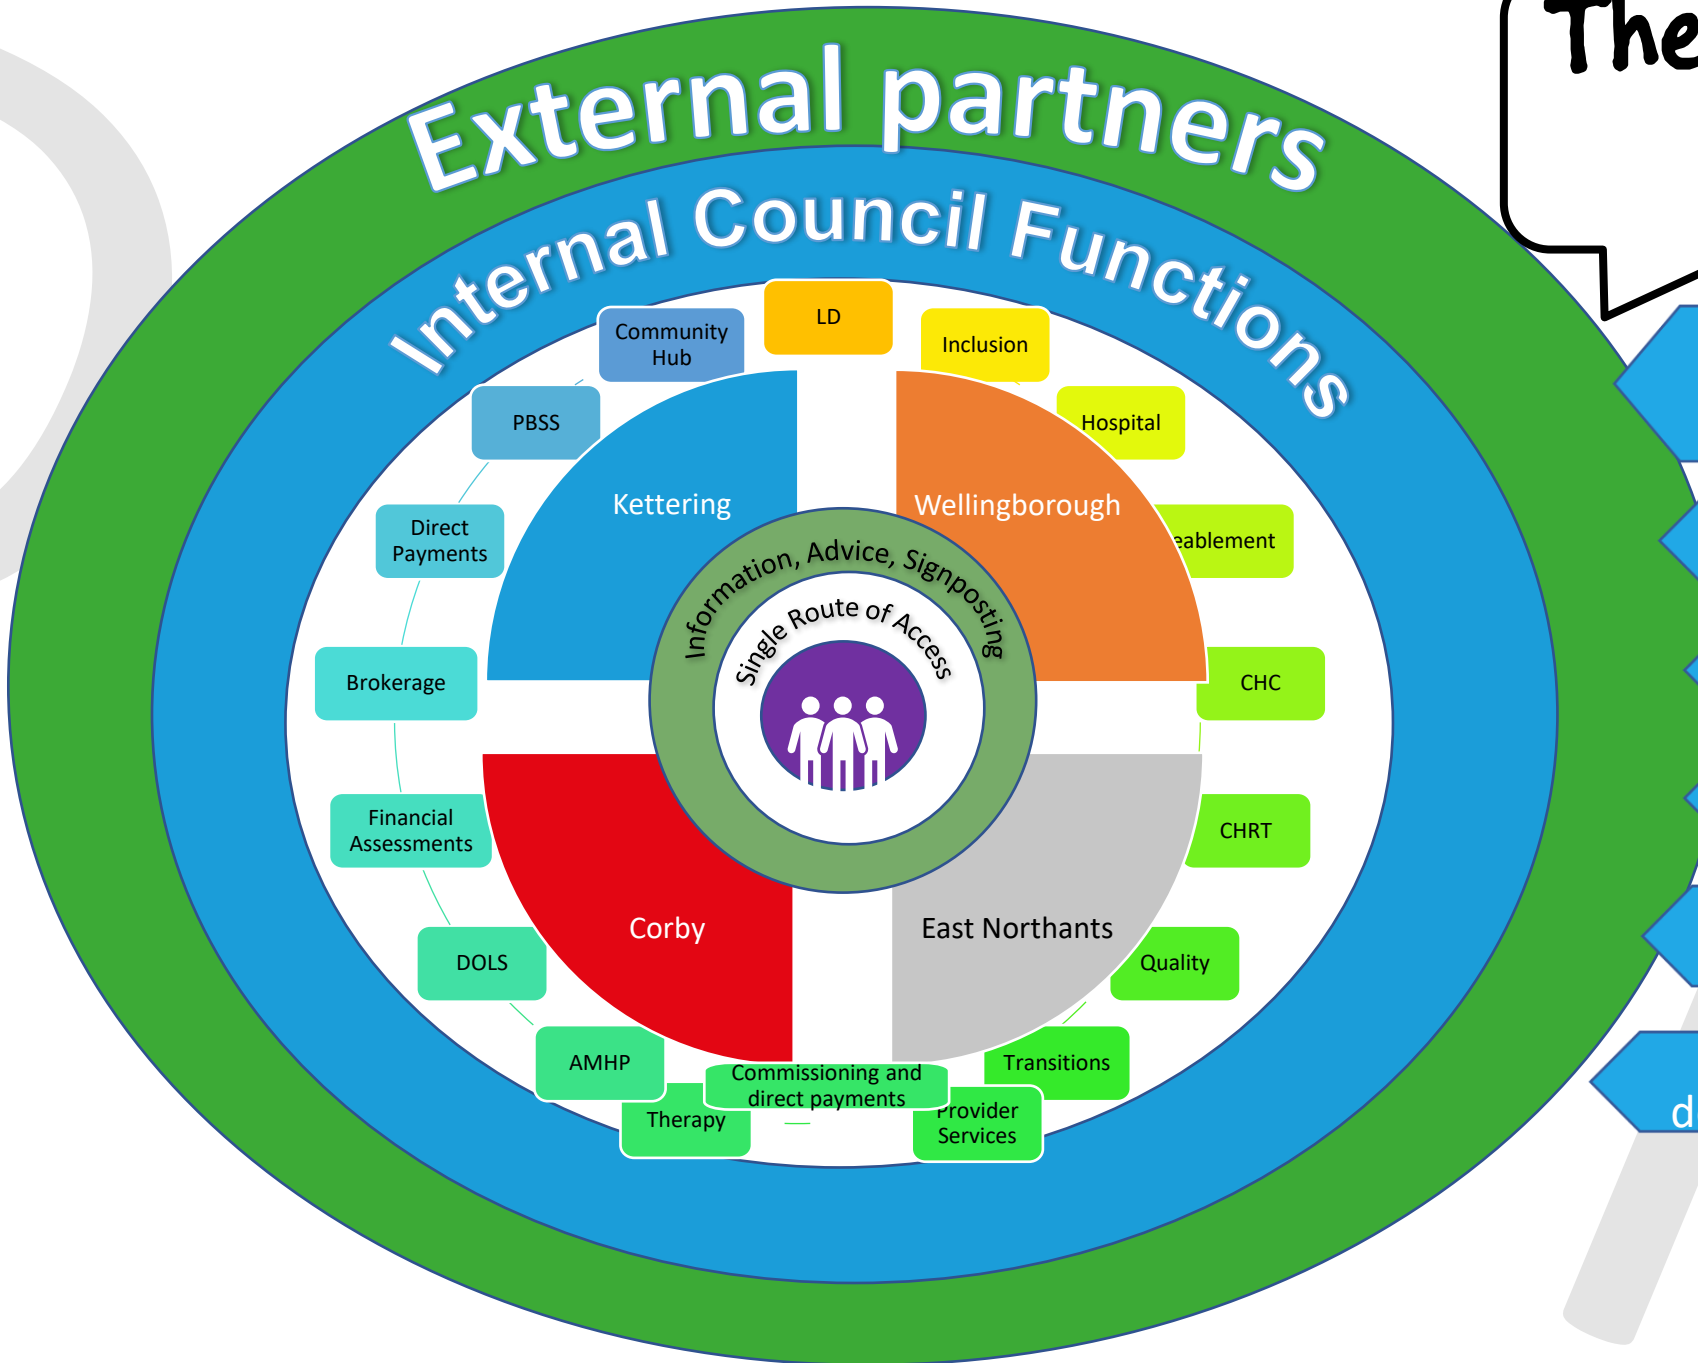 The
External partners
Internal Council Functions
LD
Community
Hub
Inclusion
PBSS
Hospital
Kettering
Wellingborough
Direct
Payments
eablement
Information, Advice, Signposting
Single Route of Access
Brokerage
CHC
Financial
Assessments
CHRT
Corby
East Northants
DOLS
Quality
AMHP
Transitions
Commissioning and
direct payments
Therapy
Provider
Services
d